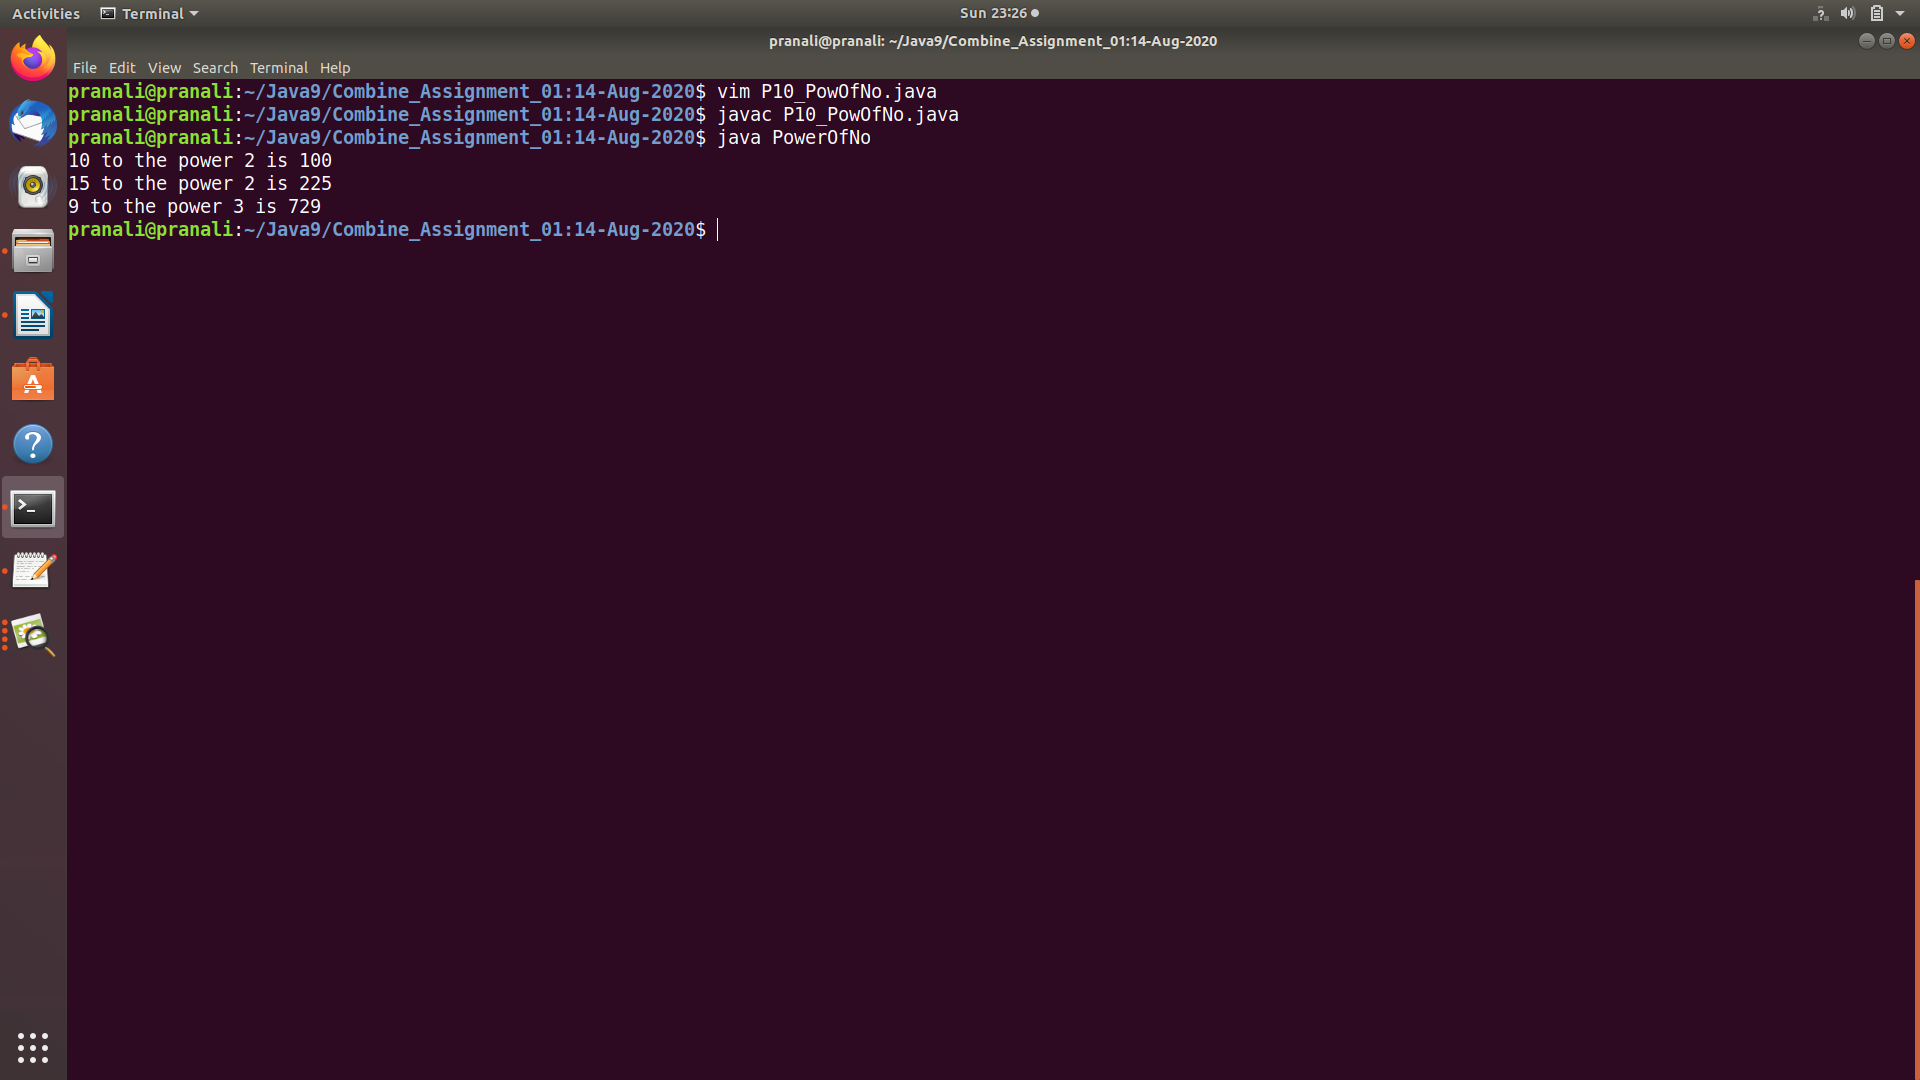 Activities Terminal Sun 23:26
pranali@pranali: ~/Java9/Combine_Assignment_01:14-Aug-2020
File Edit View Search Terminal Help
pranali@pranali:~/Java9/Combine_Assignment_01:14-Aug-2020$ vim P10_PowOfNo.java
pranali@pranali:~/Java9/Combine_Assignment_01:14-Aug-2020$ javac P10_PowOfNo.java
pranali@pranali:~/Java9/Combine_Assignment_01:14-Aug-2020$ java PowerOfNo
10 to the power 2 is 100
15 to the power 2 is 225
9 to the power 3 is 729
pranali@pranali:~/Java9/Combine_Assignment_01:14-Aug-2020$